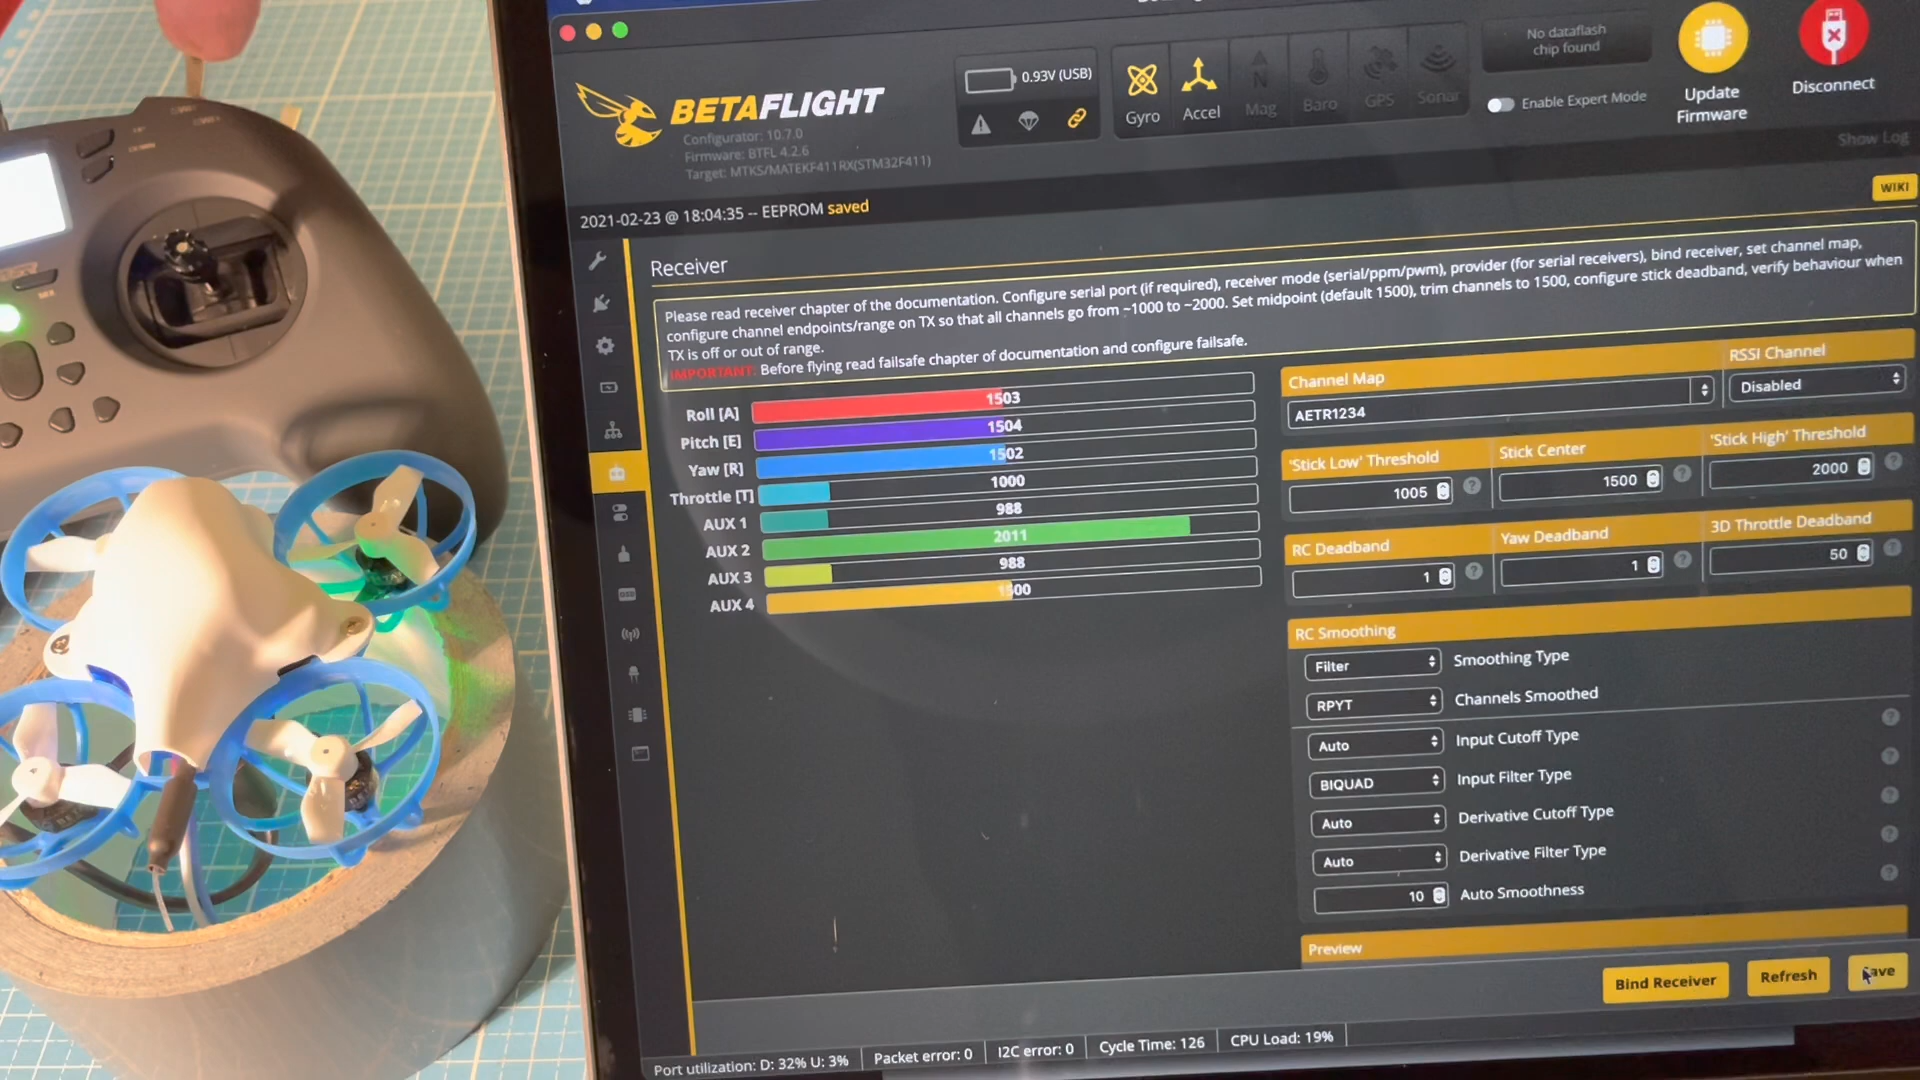 BETAFLIGHT
Configurator: 10.7.0
Firmware: BTFL 4.2.6
Target: MTKS/MATEKF411RX(STM32F411)
0.93V (USB)
Gyro
Accel
Mag
Baro
GPS
Sonar
No dataflash
chip found
Enable Expert Mode
Update
Firmware
Disconnect
Show Log
2021-02-23 @ 18:04:35 -- EEPROM saved
WIKI
Receiver
Please read receiver chapter of the documentation. Configure serial port (if required), receiver mode (serial/ppm/pwm), provider (for serial receivers), bind receiver, set channel map,
configure channel endpoints/range on TX so that all channels go from ~1000 to ~2000. Set midpoint (default 1500), trim channels to 1500, configure stick deadband, verify behaviour when
TX is off or out of range.
IMPORTANT: Before flying read failsafe chapter of documentation and configure failsafe.
Roll [A] 1503
Pitch [E] 1504
Yaw [R] 1502
Throttle [T] 1000
AUX 1 988
AUX 2 2011
AUX 3 988
AUX 4 1500
Channel Map
AETR1234
RSSI Channel
Disabled
'Stick Low' Threshold
1005
Stick Center
1500
'Stick High' Threshold
2000
RC Deadband
1
Yaw Deadband
1
3D Throttle Deadband
50
RC Smoothing
Filter Smoothing Type
RPYT Channels Smoothed
Auto Input Cutoff Type
BIQUAD Input Filter Type
Auto Derivative Cutoff Type
Auto Derivative Filter Type
10 Auto Smoothness
Preview
Bind Receiver
Refresh
Save
Port utilization: D: 32% U: 3%
Packet error: 0
I2C error: 0
Cycle Time: 126
CPU Load: 19%